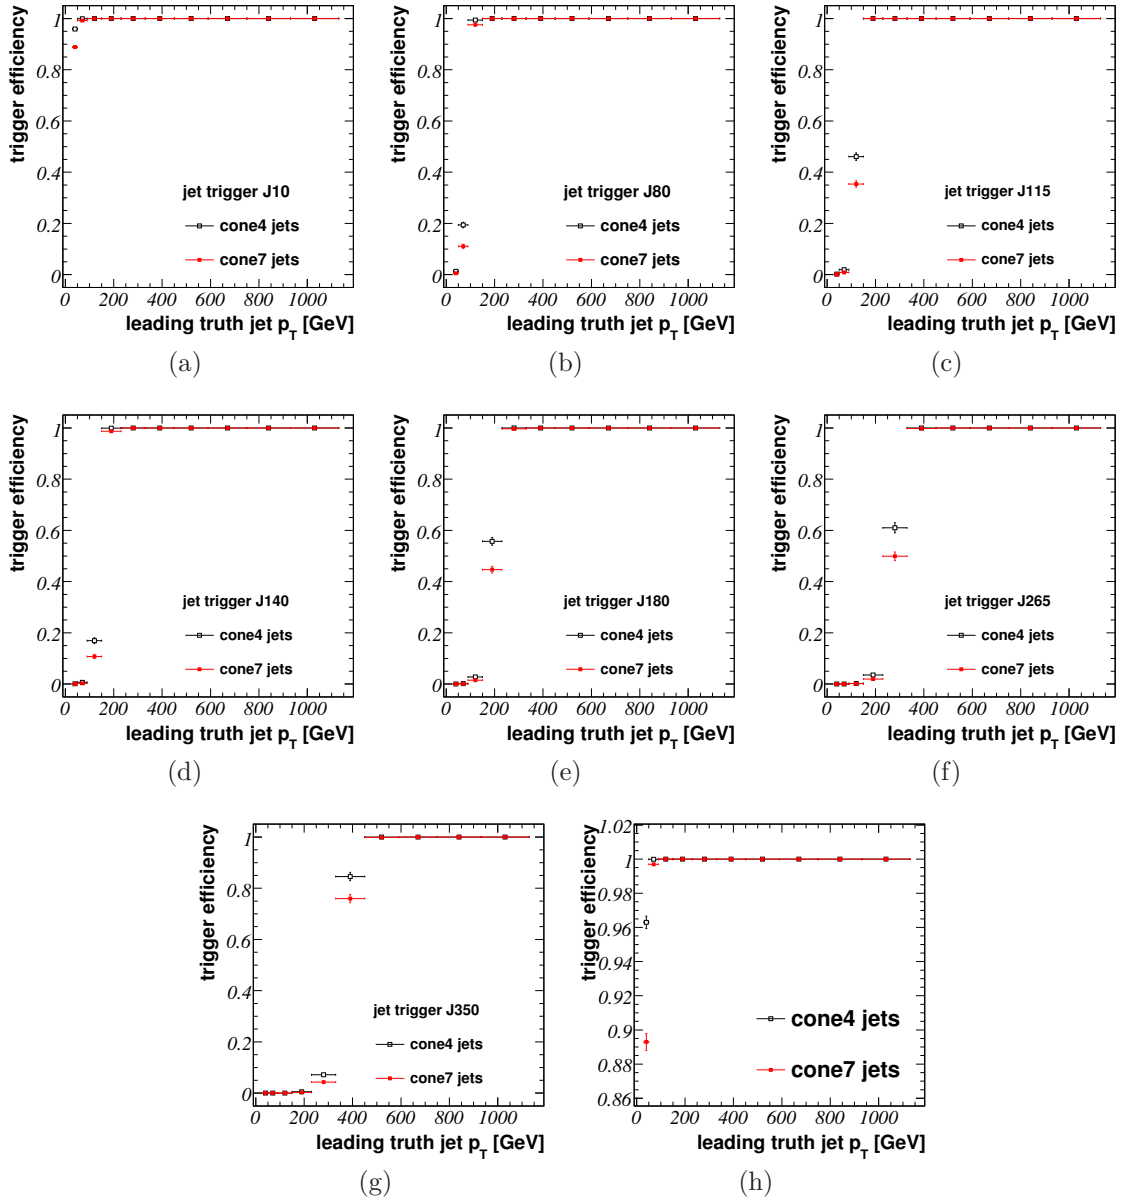 trigger efficiency
1
0.8
0.6
0.4
0.2
0
jet trigger J10
cone4 jets
cone7 jets
0 200 400 600 800 1000
leading truth jet p_T [GeV]
(a)
trigger efficiency
1
0.8
0.6
0.4
0.2
0
jet trigger J80
cone4 jets
cone7 jets
0 200 400 600 800 1000
leading truth jet p_T [GeV]
(b)
trigger efficiency
1
0.8
0.6
0.4
0.2
0
jet trigger J115
cone4 jets
cone7 jets
0 200 400 600 800 1000
leading truth jet p_T [GeV]
(c)
trigger efficiency
1
0.8
0.6
0.4
0.2
0
jet trigger J140
cone4 jets
cone7 jets
0 200 400 600 800 1000
leading truth jet p_T [GeV]
(d)
trigger efficiency
1
0.8
0.6
0.4
0.2
0
jet trigger J180
cone4 jets
cone7 jets
0 200 400 600 800 1000
leading truth jet p_T [GeV]
(e)
trigger efficiency
1
0.8
0.6
0.4
0.2
0
jet trigger J265
cone4 jets
cone7 jets
0 200 400 600 800 1000
leading truth jet p_T [GeV]
(f)
trigger efficiency
1
0.8
0.6
0.4
0.2
0
jet trigger J350
cone4 jets
cone7 jets
0 200 400 600 800 1000
leading truth jet p_T [GeV]
(g)
trigger efficiency
1.02
1
0.98
0.96
0.94
0.92
0.9
0.88
0.86
cone4 jets
cone7 jets
0 200 400 600 800 1000
leading truth jet p_T [GeV]
(h)